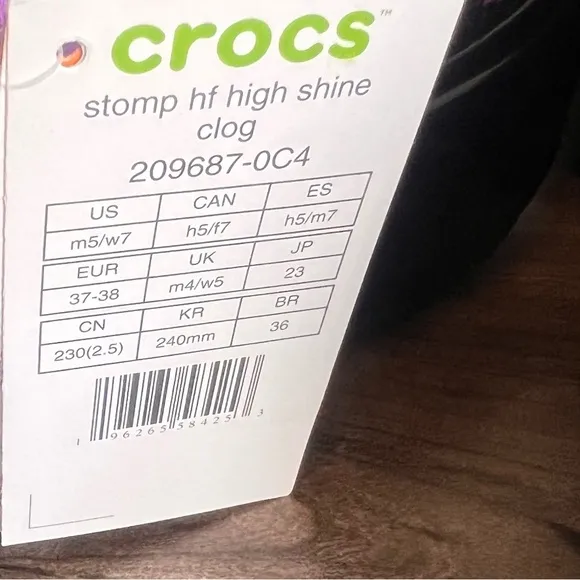 crocs™
stomp hf high shine
clog
209687-0C4
US CAN ES
m5/w7 h5/f7 h5/m7
EUR UK JP
37-38 m4/w5 23
CN KR BR
230(2.5) 240mm 36
1 96265 58425 3